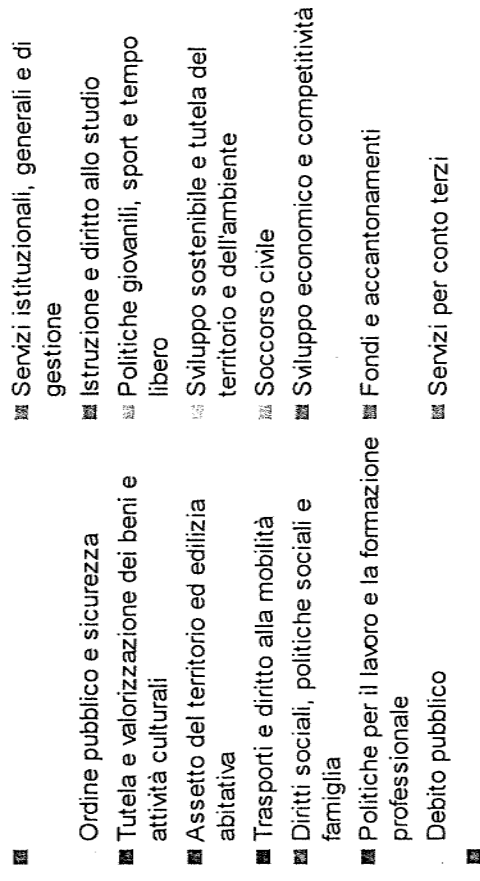 Servizi istituzionali, generali e di
gestione
Ordine pubblico e sicurezza
Istruzione e diritto allo studio
Tutela e valorizzazione dei beni e
attività culturali
Politiche giovanili, sport e tempo
libero
Assetto del territorio ed edilizia
abitativa
Sviluppo sostenibile e tutela del
territorio e dell'ambiente
Trasporti e diritto alla mobilità
Soccorso civile
Diritti sociali, politiche sociali e
famiglia
Sviluppo economico e competitività
Politiche per il lavoro e la formazione
professionale
Fondi e accantonamenti
Debito pubblico
Servizi per conto terzi